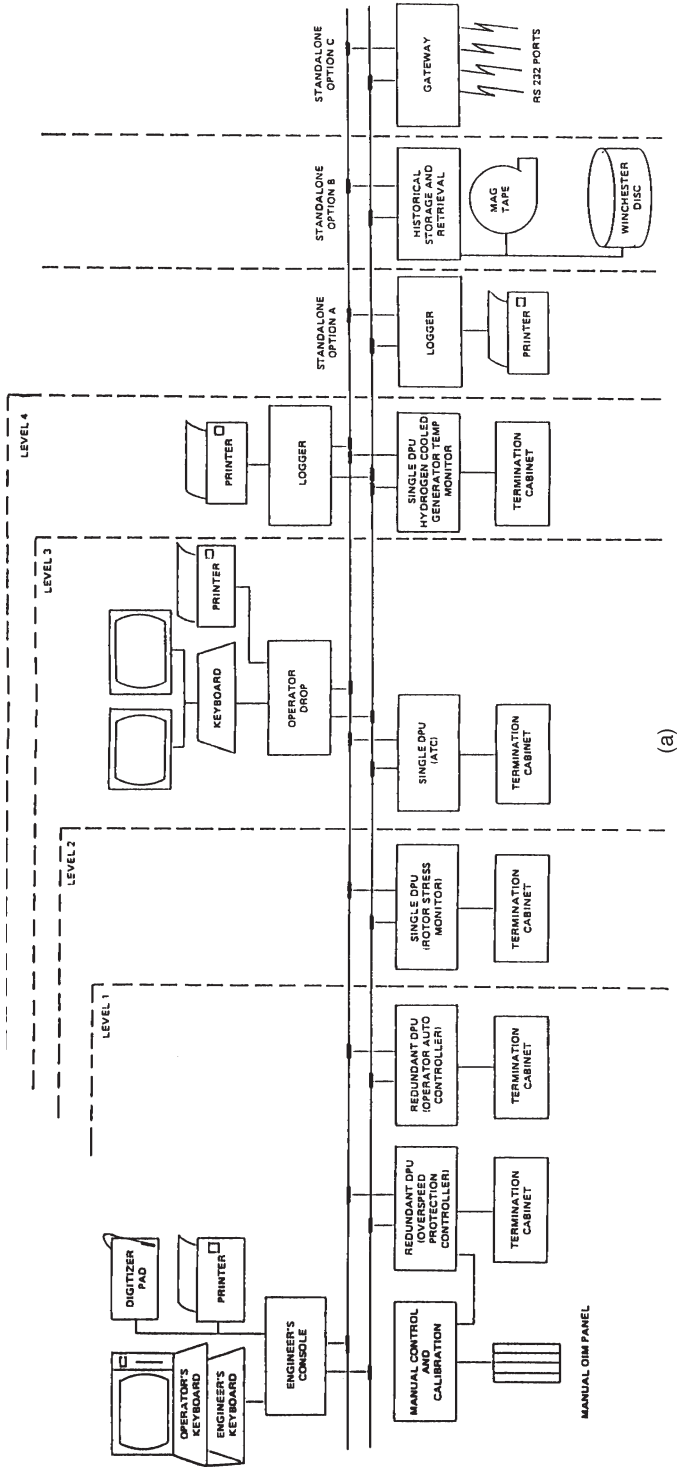 LEVEL 4
LEVEL 3
LEVEL 2
LEVEL 1
DIGITIZER
PAD
PRINTER
OPERATOR'S
KEYBOARD
ENGINEER'S
KEYBOARD
ENGINEER'S
CONSOLE
KEYBOARD
PRINTER
OPERATOR
DROP
PRINTER
LOGGER
STANDALONE
OPTION A
STANDALONE
OPTION B
STANDALONE
OPTION C
MANUAL CONTROL
AND
CALIBRATION
MANUAL OIM PANEL
REDUNDANT DPU
(OVERSPEED
PROTECTION
CONTROLLER)
TERMINATION
CABINET
REDUNDANT DPU
(OPERATOR AUTO
CONTROLLER)
TERMINATION
CABINET
SINGLE DPU
(ROTOR STRESS
MONITOR)
TERMINATION
CABINET
SINGLE DPU
(ATC)
TERMINATION
CABINET
SINGLE DPU
(HYDROGEN COOLED)
GENERATOR TEMP
MONITOR
TERMINATION
CABINET
LOGGER
PRINTER
HISTORICAL
STORAGE AND
RETRIEVAL
MAG
TAPE
WINCHESTER
DISC
GATEWAY
RS 232 PORTS
(a)